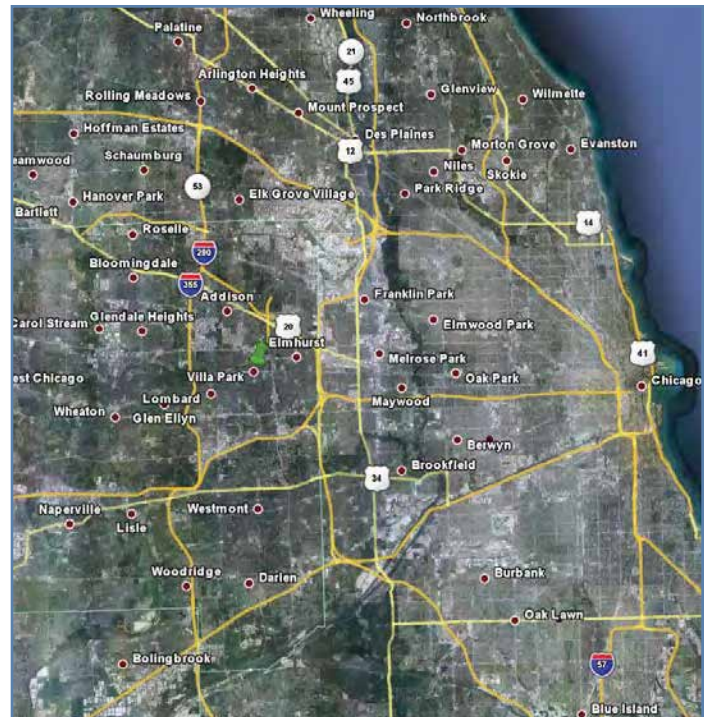 Wheeling
Northbrook
Palatine
21
45
Arlington Heights
Glenview
Wilmette
Rolling Meadows
Mount Prospect
Hoffman Estates
Des Plaines
12
Morton Grove
Evanston
Schaumburg
Niles
Skokie
eamwood
53
Park Ridge
Hanover Park
Elk Grove Village
Bartlett
14
Roselle
290
Bloomingdale
355
Addison
Franklin Park
Carol Stream
Glendale Heights
20
Elmwood Park
Elmhurst
41
Melrose Park
est Chicago
Villa Park
Oak Park
Chicago
Lombard
Maywood
Wheaton
Glen Ellyn
Berwyn
Brookfield
34
Naperville
Lisle
Westmont
Woodridge
Darien
Burbank
Oak Lawn
Bolingbrook
57
Blue Island